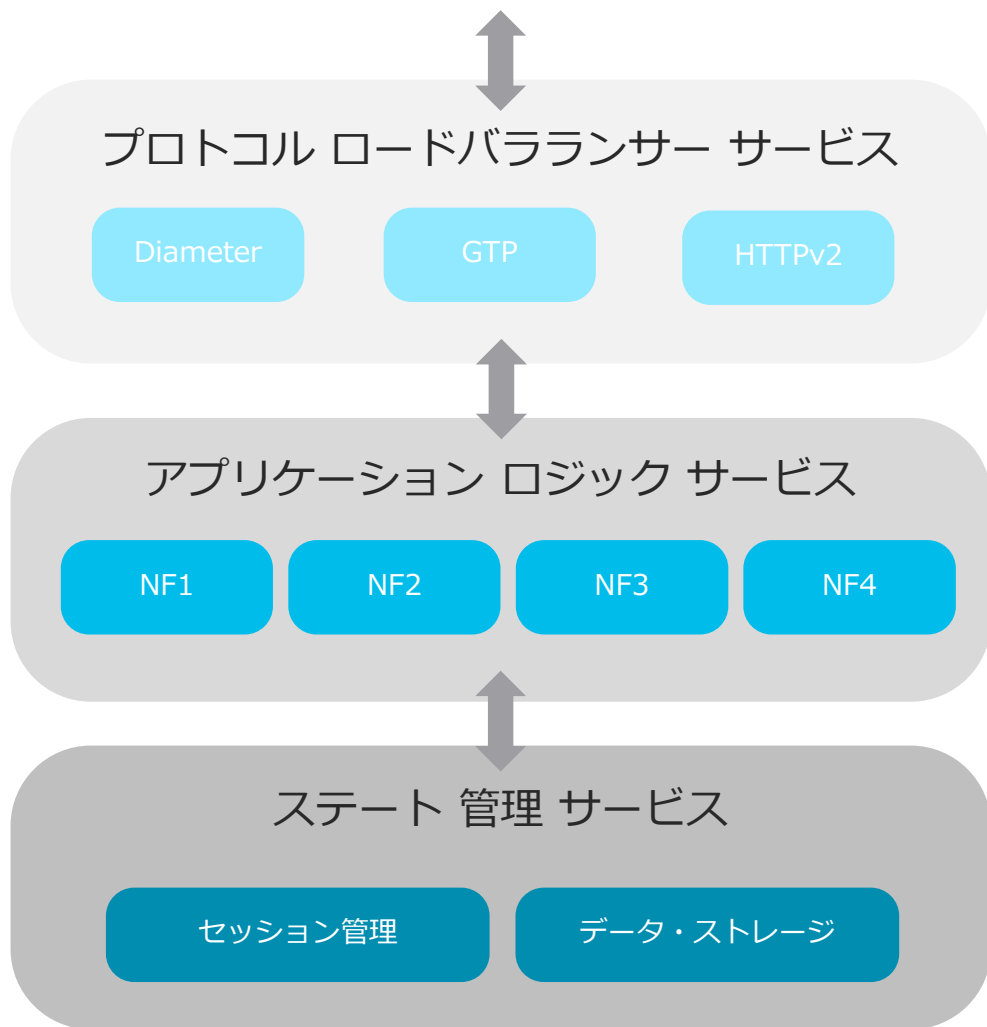 プロトコル ロードバララランサー サービス
Diameter
GTP
HTTPv2
アプリケーション ロジック サービス
NF1
NF2
NF3
NF4
ステート 管理 サービス
セッション管理
データ・ストレージ